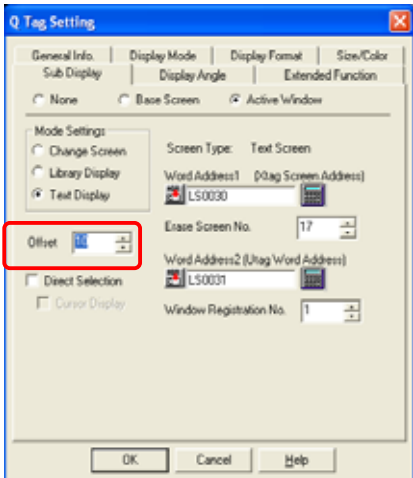 Q Tag Setting
General Info. Display Mode Display Format Size/Color
Sub Display Display Angle Extended Function
None Base Screen Active Window
Mode Settings
Change Screen
Library Display
Text Display
Screen Type: Text Screen
Word Address1 (Xtag Screen Address)
LS0030
Offset
Erase Screen No. 17
Word Address2 (Utag Word Address)
LS0031
Direct Selection
Cursor Display
Window Registration No. 1
OK Cancel Help